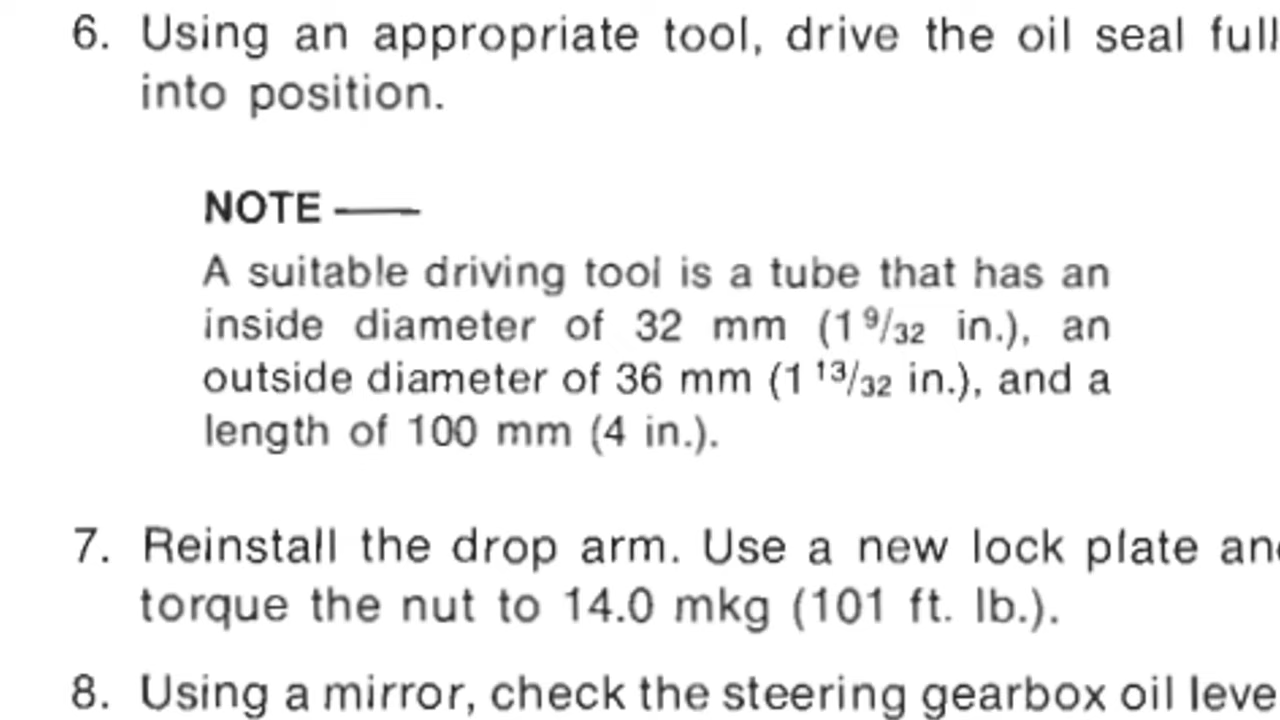 6. Using an appropriate tool, drive the oil seal full
into position.
NOTE —
A suitable driving tool is a tube that has an
inside diameter of 32 mm (1 9/32 in.), an
outside diameter of 36 mm (1 13/32 in.), and a
length of 100 mm (4 in.).
7. Reinstall the drop arm. Use a new lock plate an
torque the nut to 14.0 mkg (101 ft. lb.).
8. Using a mirror, check the steering gearbox oil leve